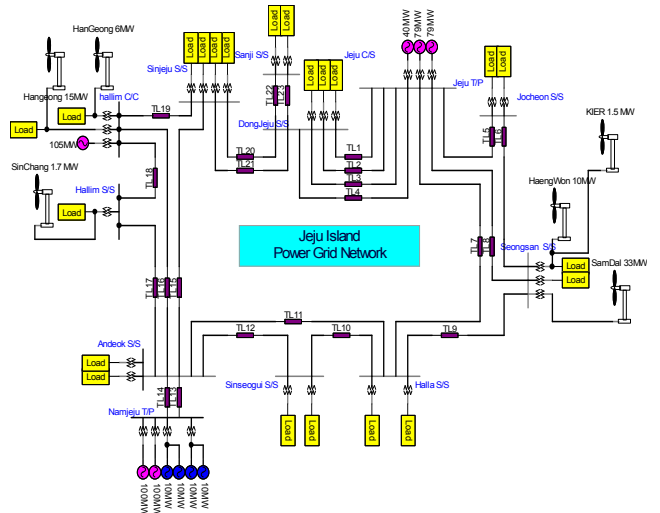 HanGeong 6MW
Hangeong 15MW
hallim C/C
Load
Load
105MW
SinChang 1.7 MW
Hallim S/S
Load
TL19
TL18
Sinjeju S/S
Load
Load
Load
Load
Sanji S/S
Load
Load
TL22
TL23
DongJeju S/S
TL20
TL21
Jeju C/S
Load
Load
Load
TL1
TL2
TL3
TL4
40MW
79MW
79MW
Jeju T/P
Load
Load
Jocheon S/S
TL5
TL6
KIER 1.5 MW
HaengWon 10MW
Seongsan S/S
Load
Load
SamDal 33MW
TL7
TL8
Jeju Island
Power Grid Network
TL17
TL16
TL15
TL11
TL12
TL10
TL9
Andeok S/S
Load
Load
Sinseogui S/S
Halla S/S
Load
Load
Load
Load
TL14
TL13
Namjeju T/P
100MW
100MW
10MW
10MW
10MW
10MW